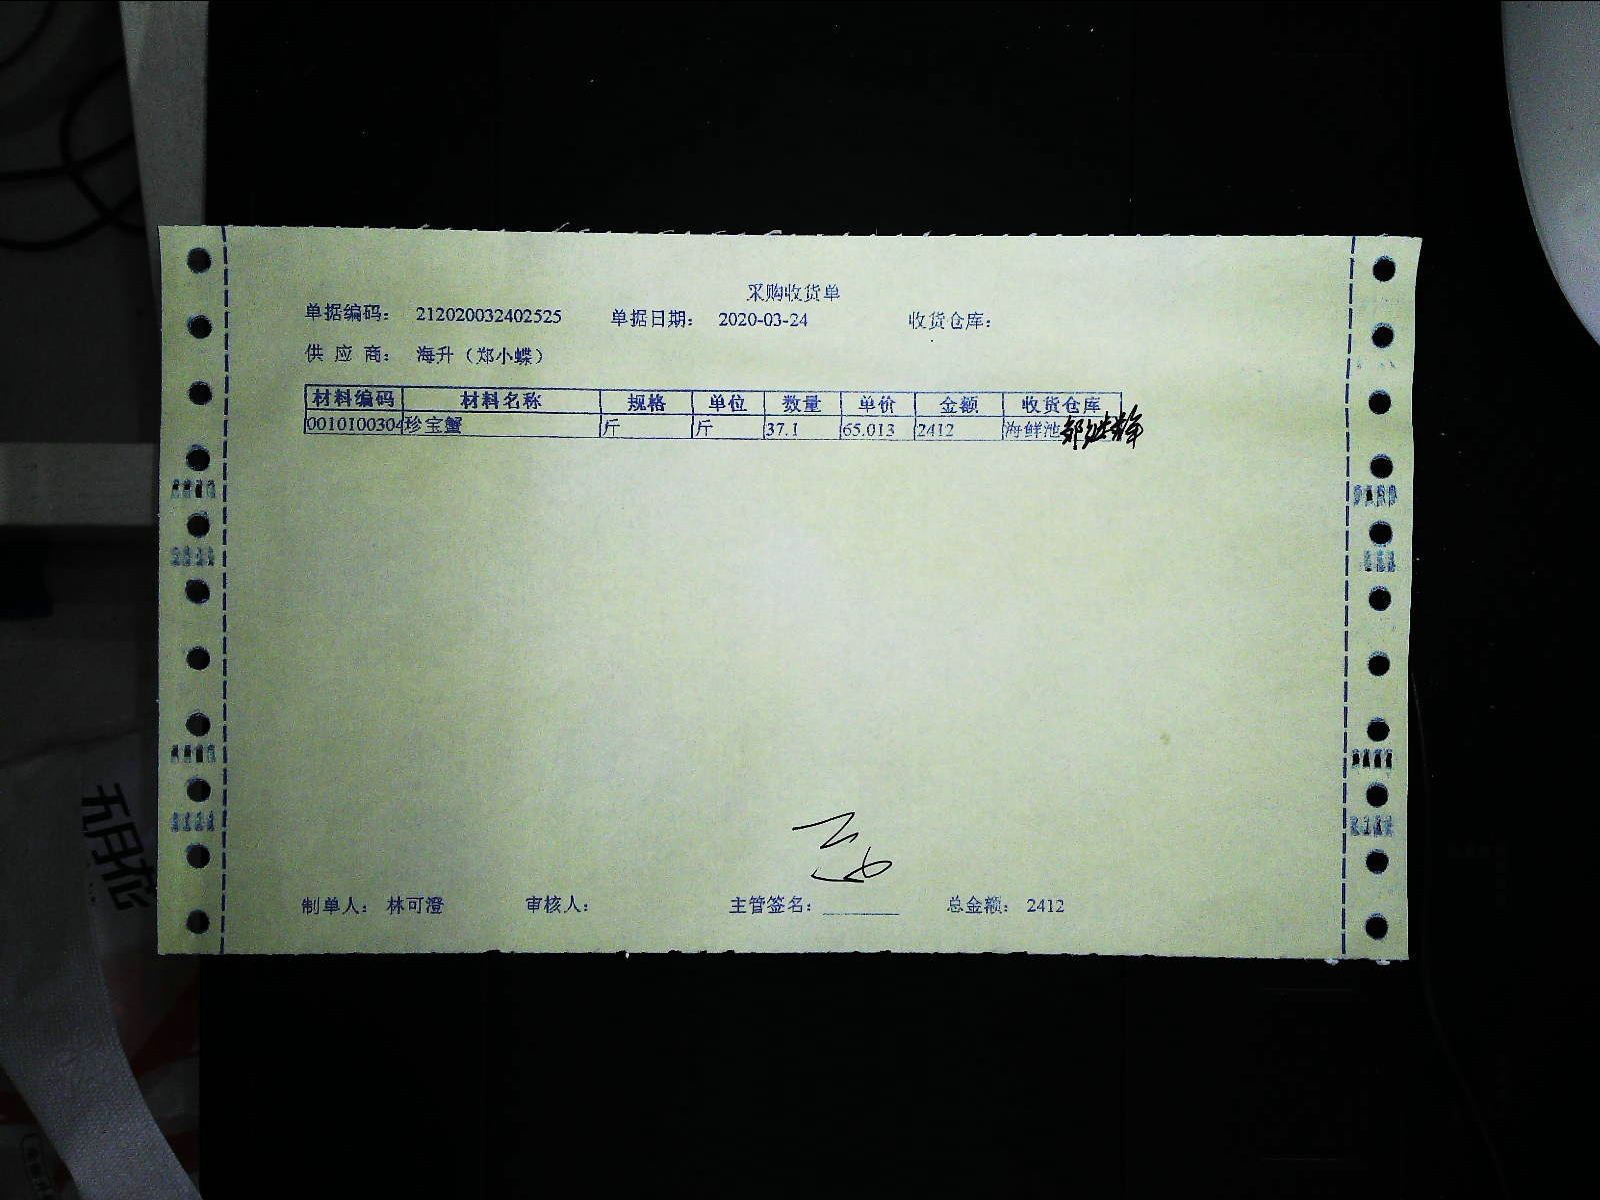 采购收货单
单据编码： 212020032402525 单据日期： 2020-03-24 收货仓库：
供 应 商： 海升（郑小蝶）
材料编码 材料名称 规格 单位 数量 单价 金额 收货仓库
0010100304 珍宝蟹 斤 斤 37.1 65.013 2412 海鲜池
制单人： 林可澄 审核人： 主管签名：________ 总金额： 2412
五月花